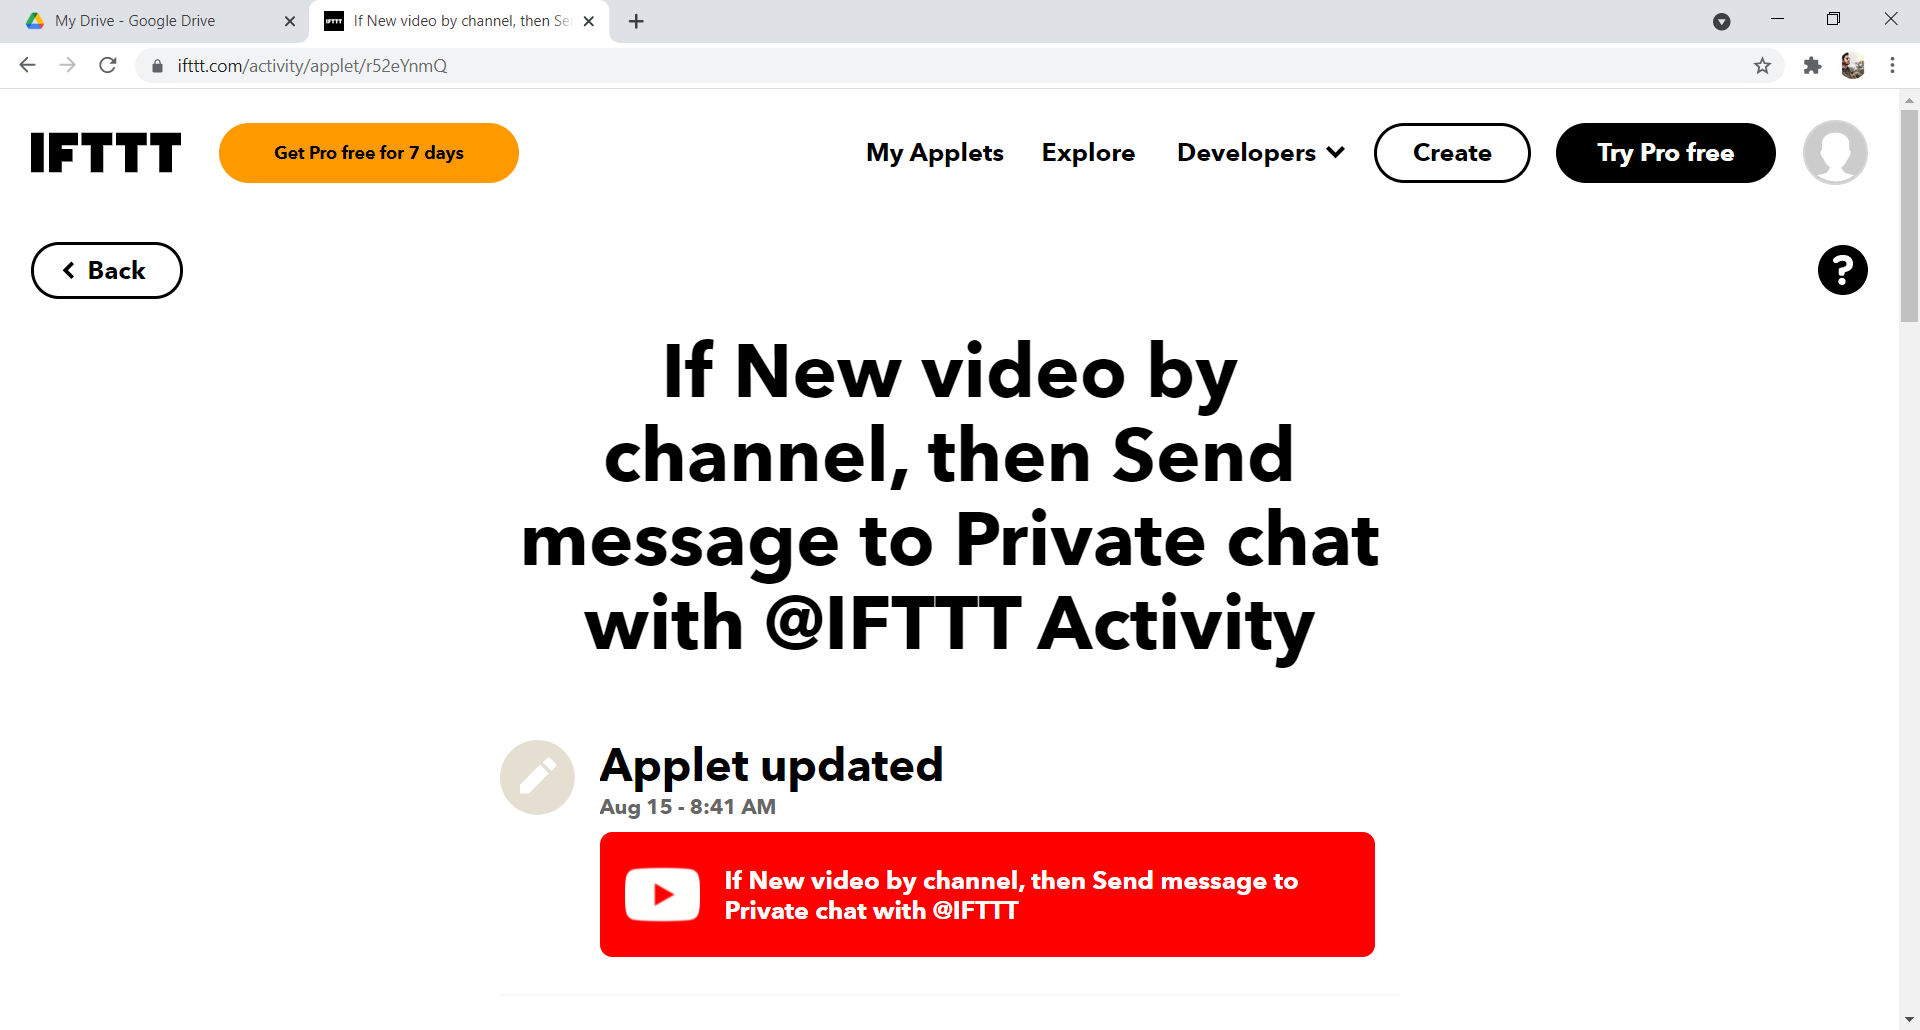 My Drive - Google Drive
IFTTT
If New video by channel, then Se
ifttt.com/activity/applet/r52eYnmQ
IFTTT
Get Pro free for 7 days
My Applets
Explore
Developers
Create
Try Pro free
Back
?
If New video by
channel, then Send
message to Private chat
with @IFTTT Activity
Applet updated
Aug 15 - 8:41 AM
If New video by channel, then Send message to
Private chat with @IFTTT